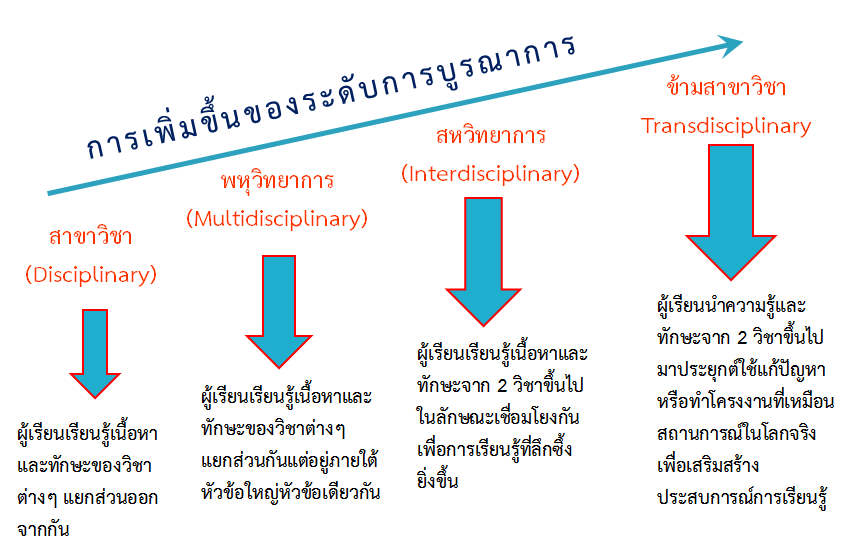 การเพิ่มขึ้นของระดับการบูรณาการ
สาขาวิชา
(Disciplinary)
ผู้เรียนเรียนรู้เนื้อหา
และทักษะของวิชา
ต่างๆ แยกส่วนออก
จากกัน
พหุวิทยาการ
(Multidisciplinary)
ผู้เรียนเรียนรู้เนื้อหาและ
ทักษะของวิชาต่างๆ
แยกส่วนกันแต่อยู่ภายใต้
หัวข้อใหญ่หัวข้อเดียวกัน
สหวิทยาการ
(Interdisciplinary)
ผู้เรียนเรียนรู้เนื้อหาและ
ทักษะจาก 2 วิชาขึ้นไป
ในลักษณะเชื่อมโยงกัน
เพื่อการเรียนรู้ที่ลึกซึ้ง
ยิ่งขึ้น
ข้ามสาขาวิชา
Transdisciplinary
ผู้เรียนนำความรู้และ
ทักษะจาก 2 วิชาขึ้นไป
มาประยุกต์ใช้แก้ปัญหา
หรือทำโครงงานที่เหมือน
สถานการณ์ในโลกจริง
เพื่อเสริมสร้าง
ประสบการณ์การเรียนรู้